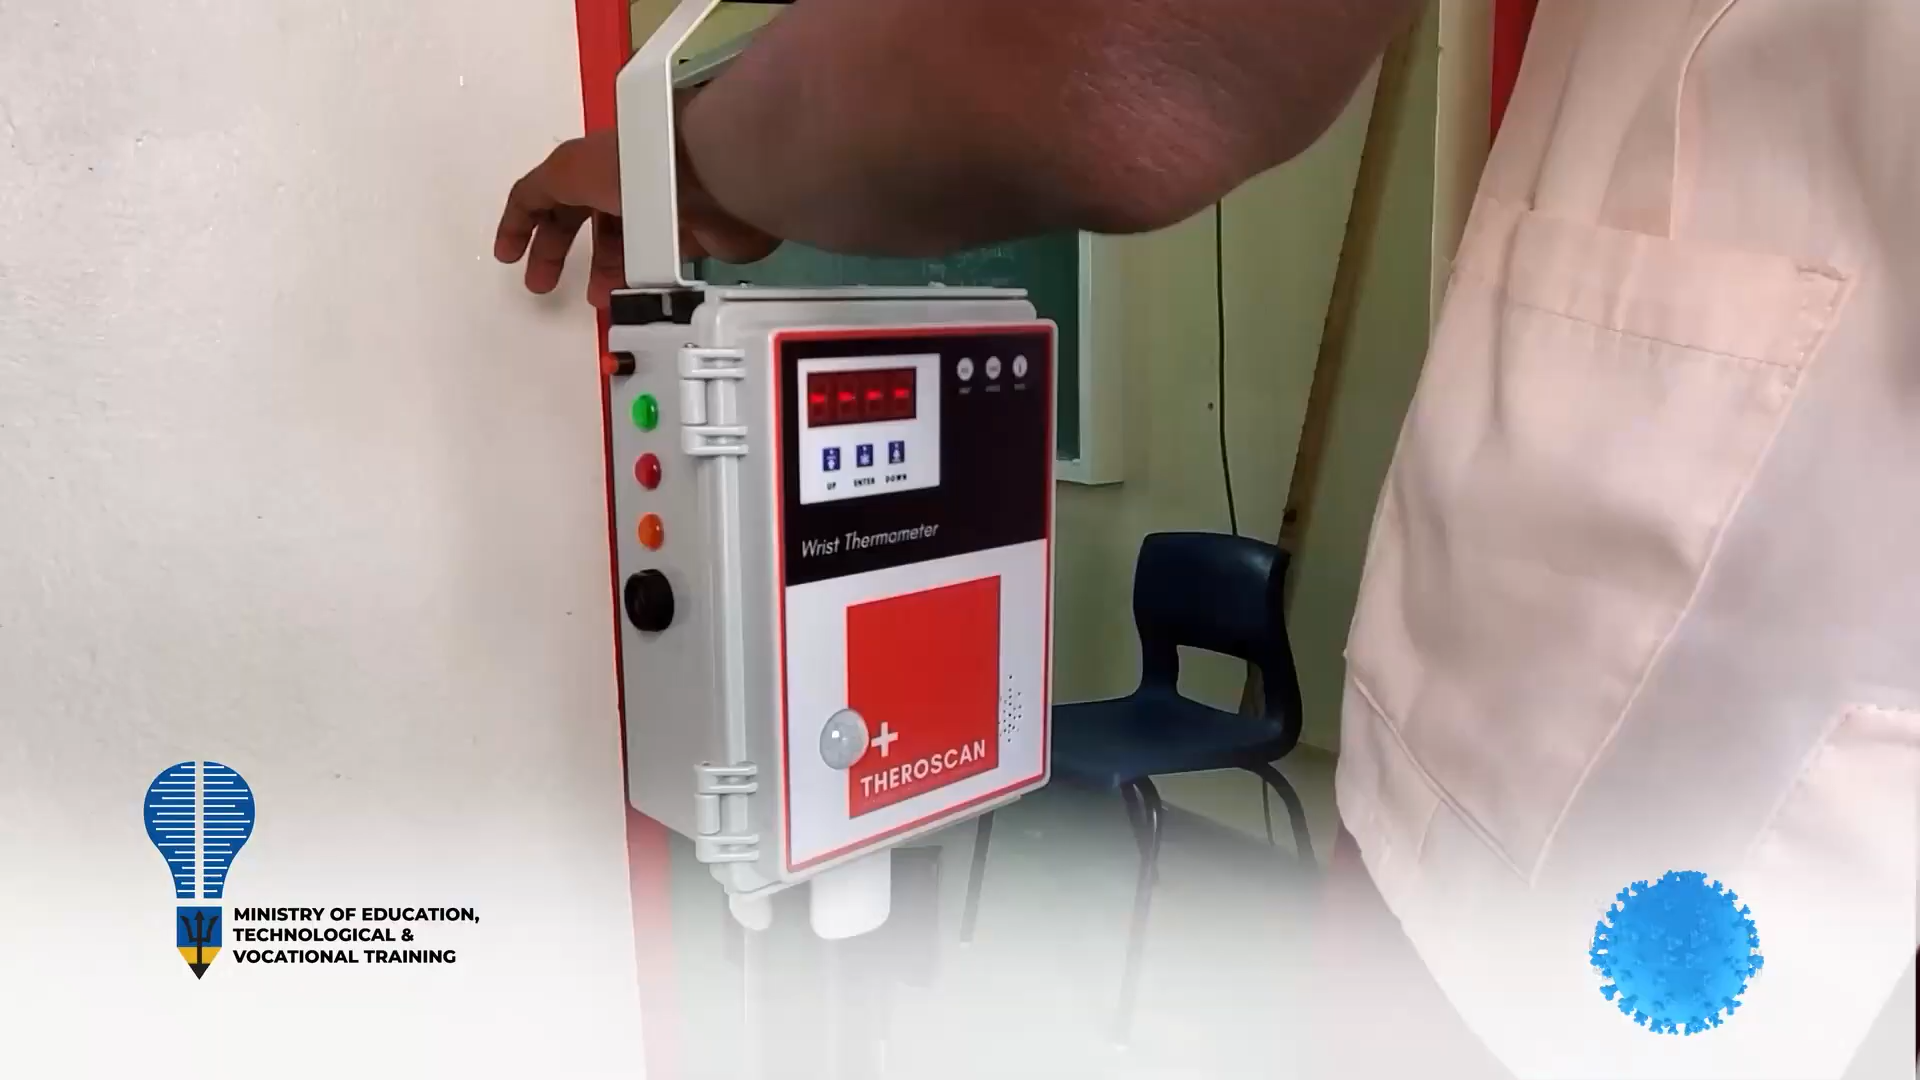 UP ENTER DOWN
Wrist Thermometer
+
THEROSCAN
MINISTRY OF EDUCATION,
TECHNOLOGICAL &
VOCATIONAL TRAINING